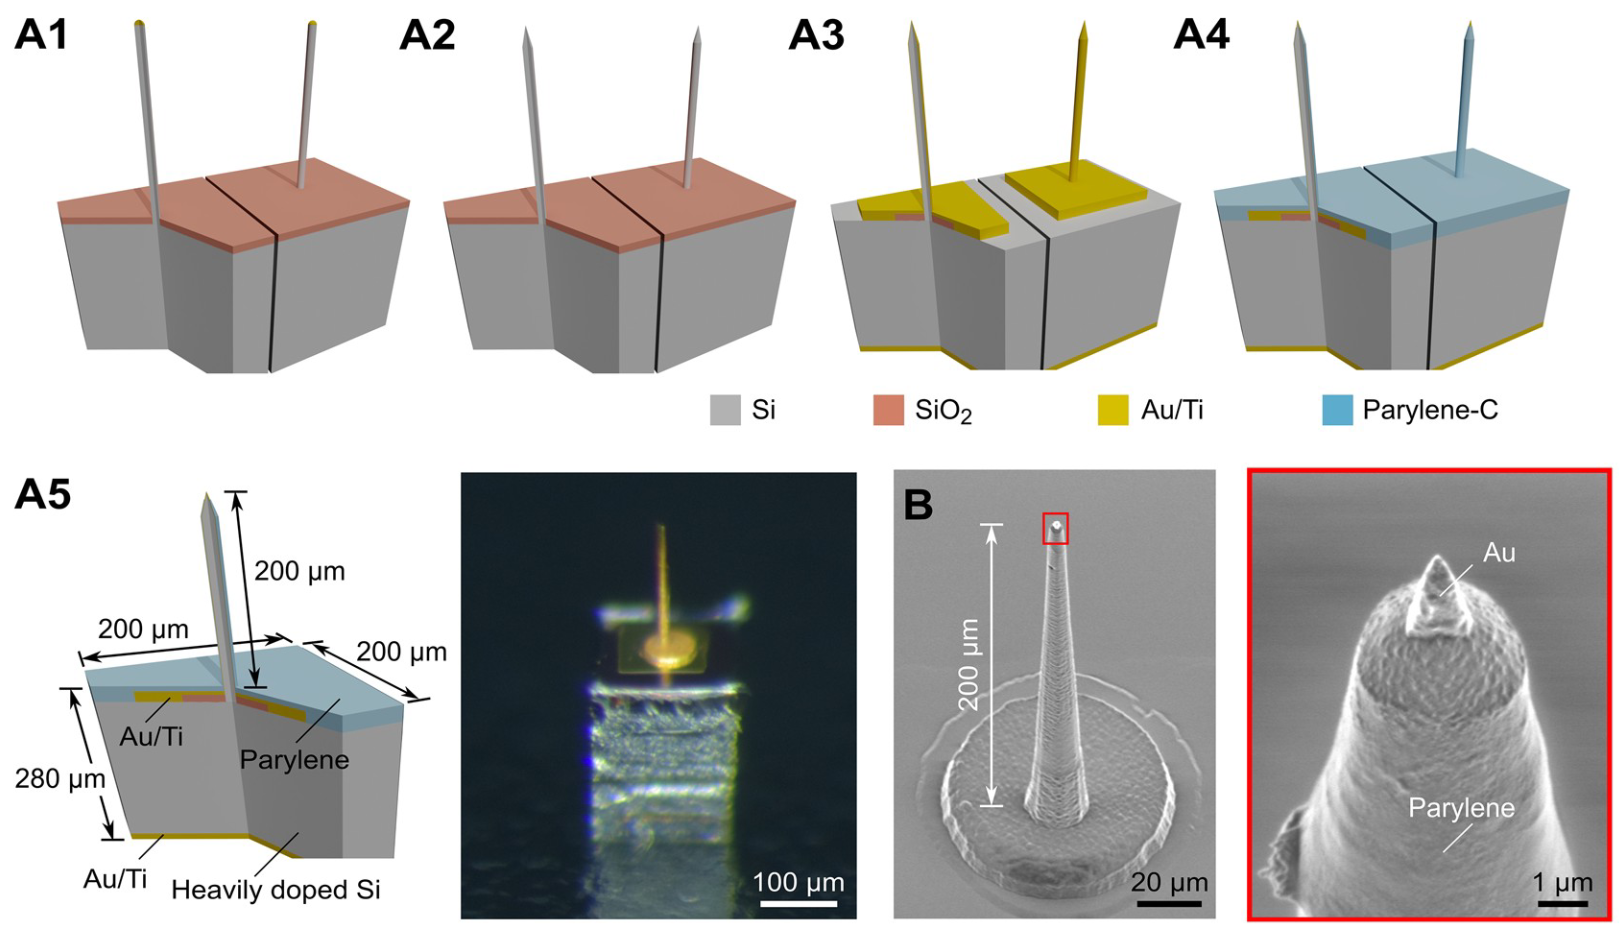 A1
A2
A3
A4
Si
SiO2
Au/Ti
Parylene-C
A5
200 µm
200 µm
200 µm
Au/Ti
Parylene
280 µm
Au/Ti
Heavily doped Si
100 µm
B
200 µm
20 µm
Au
Parylene
1 µm